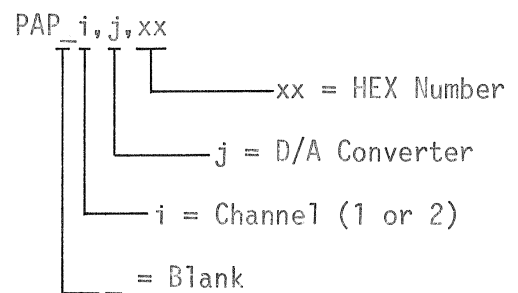 PAP_i,j,xx
xx = HEX Number
j = D/A Converter
i = Channel (1 or 2)
_ = Blank